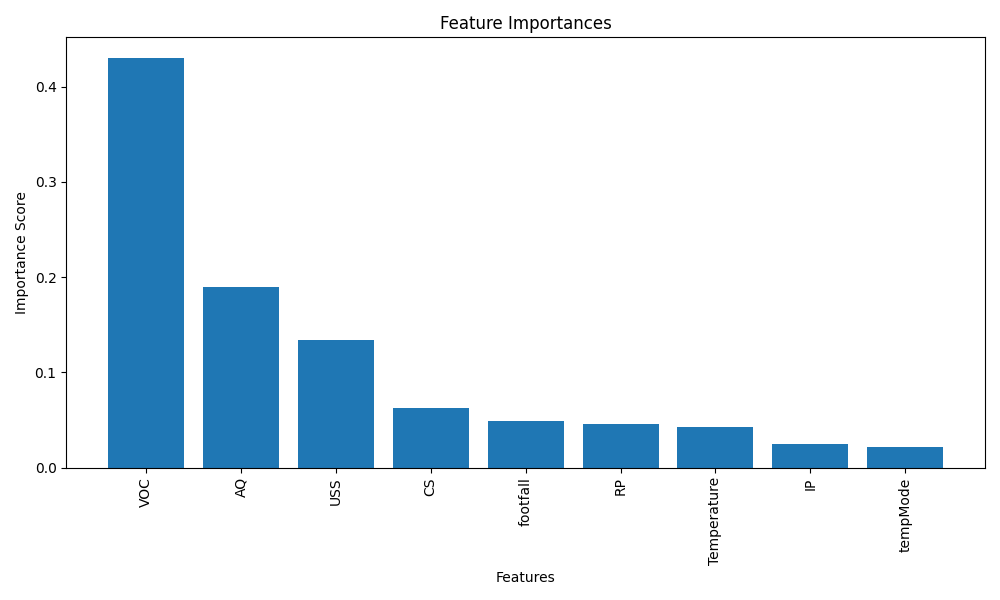 Feature Importances
Importance Score
0.4
0.3
0.2
0.1
0.0
VOC
AQ
USS
CS
footfall
RP
Temperature
IP
tempMode
Features